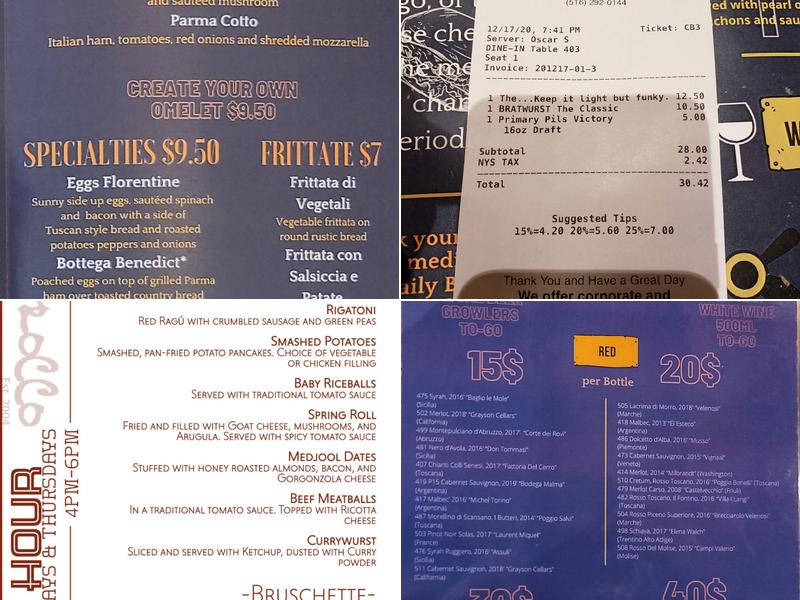 and sautéed mushroom
Parma Cotto
Italian ham, tomatoes, red onions and shredded mozzarella
CREATE YOUR OWN
OMELET $9.50
SPECIALTIES $9.50
Eggs Florentine
Sunny side up eggs, sautéed spinach
and bacon with a side of
Tuscan style bread and roasted
potatoes peppers and onions
Bottega Benedict*
Poached eggs on top of grilled Parma
ham over toasted country bread
FRITTATE $7
Frittata di
Vegetali
Vegetable frittata on
round rustic bread
Frittata con
Salsiccia e
Patate
(516) 292-0144
12/17/20, 7:41 PM Ticket: CB3
Server: Oscar S
DINE-IN Table 403
Seat 1
Invoice: 201217-01-3
1 The...Keep it light but funky. 12.50
1 BRATWURST The Classic 10.50
1 Primary Pils Victory 5.00
16oz Draft
Subtotal 28.00
NYS TAX 2.42
Total 30.42
Suggested Tips
15%=4.20 20%=5.60 25%=7.00
Thank You and Have a Great Day
We offer corporate and
rollo
Est 2004
HOUR
AYS & THURSDAYS
4PM-6PM
Rigatoni
Red Ragú with crumbled sausage and green peas
Smashed Potatoes
Smashed, pan-fried potato pancakes. Choice of vegetable
or chicken filling
Baby Riceballs
Served with traditional tomato sauce
Spring Roll
Fried and filled with Goat cheese, mushrooms, and
Arugula. Served with spicy tomato sauce
Medjool Dates
Stuffed with honey roasted almonds, bacon, and
Gorgonzola cheese
Beef Meatballs
In a traditional tomato sauce. Topped with Ricotta
cheese
Currywurst
Sliced and served with Ketchup, dusted with Curry
powder
-Bruschette-
GROWLERS
TO-GO
WHITE WINE
500ML
TO-GO
RED
per Bottle
15$
475 Syrah, 2016 "Baglio le Mole"
(Sicilia)
502 Merlot, 2018 "Grayson Cellars"
(California)
499 Montepulciano d'Abruzzo, 2017 "Corte dei Rovi"
(Abruzzo)
481 Nero d'Avola, 2016 "Don Tommasi"
(Sicilia)
407 Chianti Colli Senesi, 2017 "Fattoria Del Cerro"
(Toscana)
419 P15 Cabernet Sauvignon, 2019 "Bodega Malma"
(Argentina)
417 Malbec, 2016 "Michel Torino"
(Argentina)
487 Morellino di Scansano, I Butteri, 2014 "Poggio Salvi"
(Toscana)
503 Pinot Noir Solas, 2017 "Laurent Miquel"
(France)
476 Syrah Ruggiero, 2016 "Assuli"
(Sicilia)
511 Cabernet Sauvignon, 2018 "Grayson Cellars"
(California)
20$
505 Lacrima di Morro, 2018 "Velenosi"
(Marche)
418 Malbec, 2013 "El Esteco"
(Argentina)
486 Dolcetto d'Alba, 2016 "Musso"
(Piemonte)
473 Cabernet Sauvignon, 2015 "Vignaal"
(Veneto)
414 Merlot, 2014 "Milbrandt" (Washington)
510 Cretum, Rosso Toscano, 2016 "Poggio Bonelli" (Toscana)
479 Merlot Carso, 2008 "Castelvecchio" (Friuli)
482 Rosso Toscano, Il Fontino, 2016 "Villa I Langi"
(Toscana)
504 Rosso Piceno Superiore, 2016 "Brecciarolo Velenosi"
(Marche)
498 Schiava, 2017 "Elena Walch"
(Trentino Alto Adige)
508 Rosso Del Molise, 2015 "Campi Valerio"
(Molise)
30$
40$